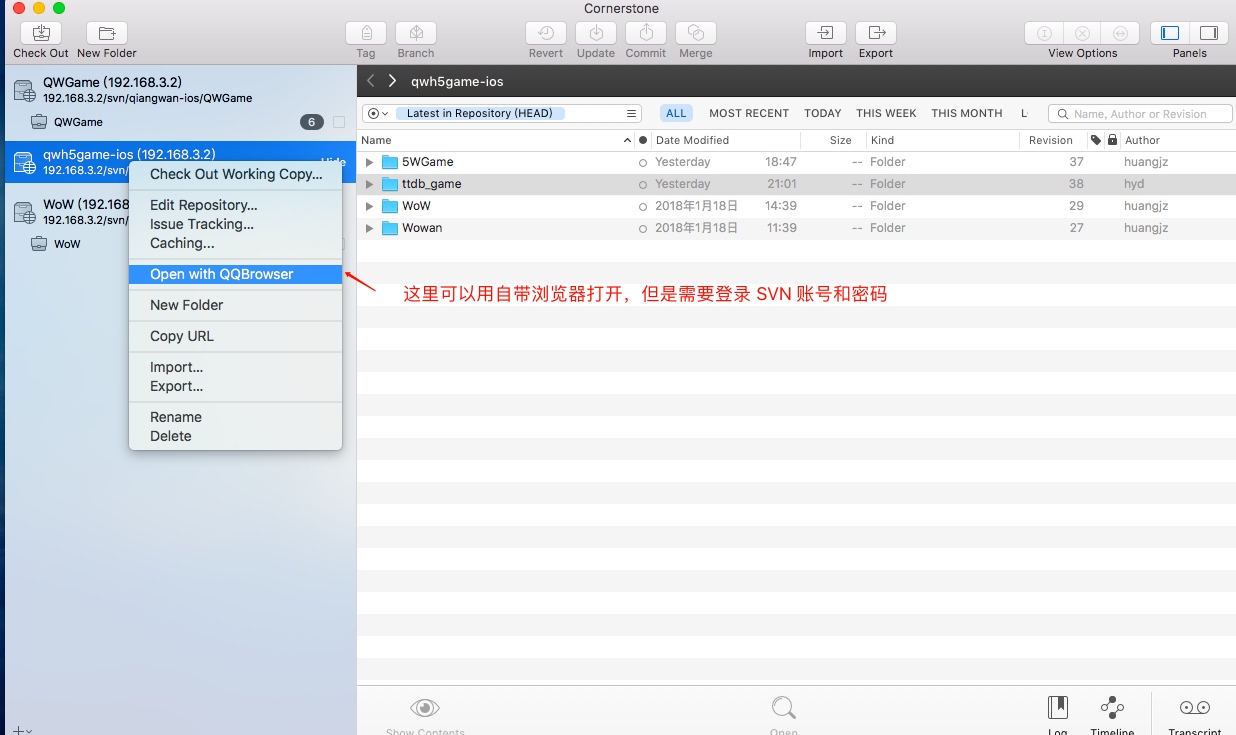 Cornerstone
Check Out New Folder Tag Branch Revert Update Commit Merge Import Export View Options Panels
QWGame (192.168.3.2)
192.168.3.2/svn/qiangwan-ios/QWGame
QWGame 6
qwh5game-ios (192.168.3.2)
192.168.3.2/svn/ Hide
WoW (192.168
192.168.3.2/svn/
WoW
Check Out Working Copy...
Edit Repository...
Issue Tracking...
Caching...
Open with QQBrowser
New Folder
Copy URL
Import...
Export...
Rename
Delete
qwh5game-ios
Latest in Repository (HEAD) ALL MOST RECENT TODAY THIS WEEK THIS MONTH L Name, Author or Revision
Name Date Modified Size Kind Revision Author
5WGame Yesterday 18:47 -- Folder 37 huangjz
ttdb_game Yesterday 21:01 -- Folder 38 hyd
WoW 2018年1月18日 14:39 -- Folder 29 huangjz
Wowan 2018年1月18日 11:39 -- Folder 27 huangjz
这里可以用自带浏览器打开，但是需要登录 SVN 账号和密码
Show Contents Open Log Timeline Transcript